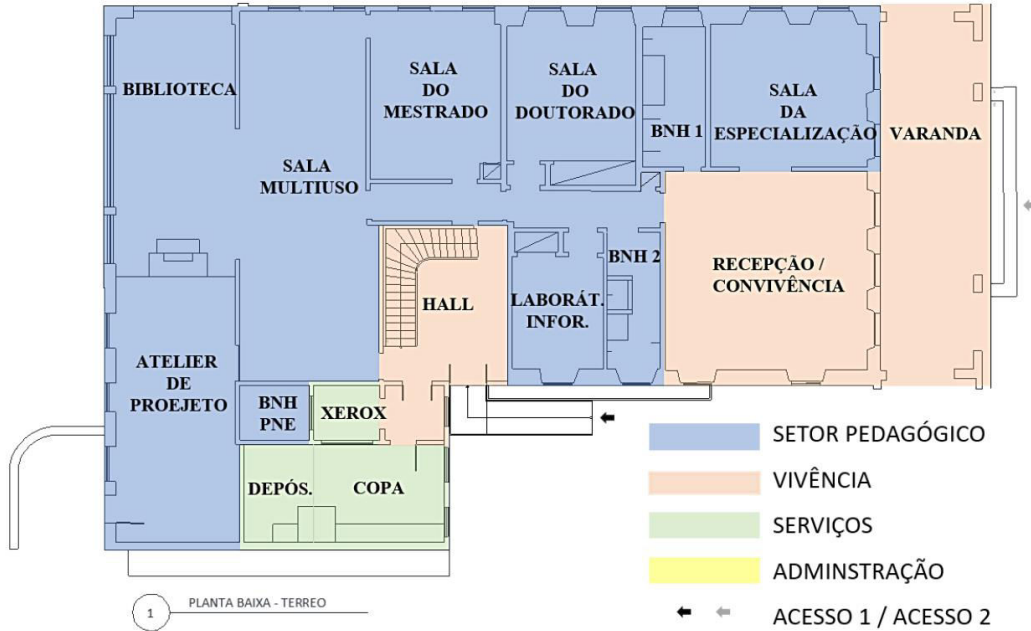 BIBLIOTECA
SALA
MULTIUSO
SALA
DO
MESTRADO
SALA
DO
DOUTORADO
BNH 1
SALA
DA
ESPECIALIZAÇÃO
VARANDA
HALL
LABORÁT.
INFOR.
BNH 2
RECEPÇÃO /
CONVIVÊNCIA
ATELIER
DE
PROEJETO
BNH
PNE
XEROX
DEPÓS.
COPA
SETOR PEDAGÓGICO
VIVÊNCIA
SERVIÇOS
ADMINSTRAÇÃO
ACESSO 1 / ACESSO 2
1
PLANTA BAIXA - TERREO